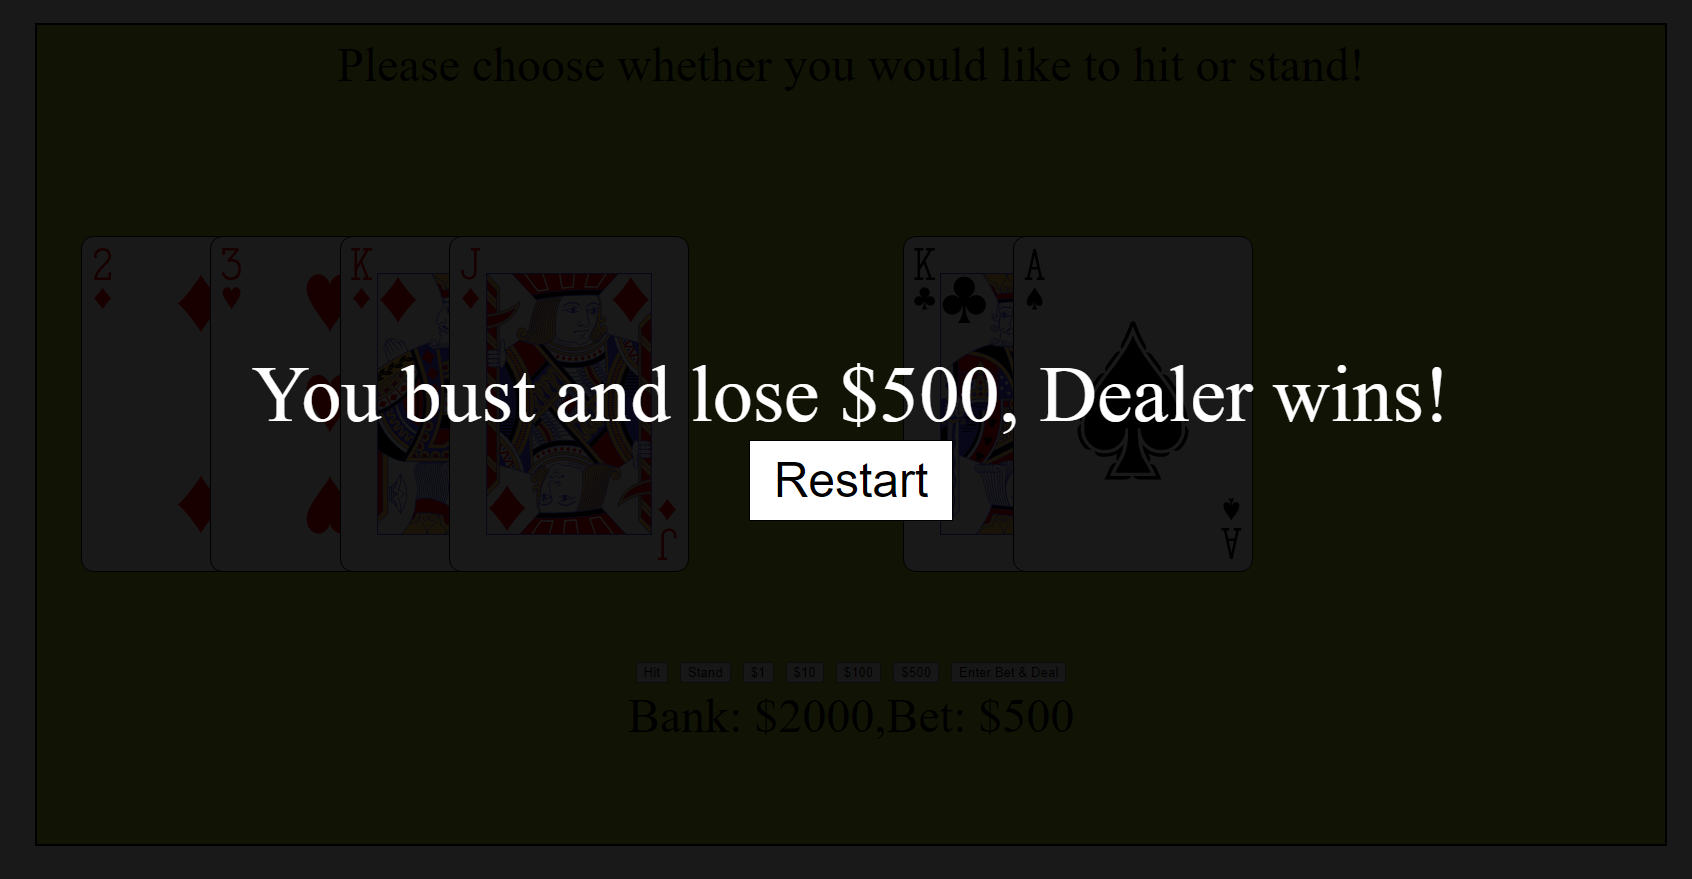 Please choose whether you would like to hit or stand!
2 3 K J K A
You bust and lose $500, Dealer wins!
Restart
A
J
Hit Stand $1 $10 $100 $500 Enter Bet & Deal
Bank: $2000,Bet: $500